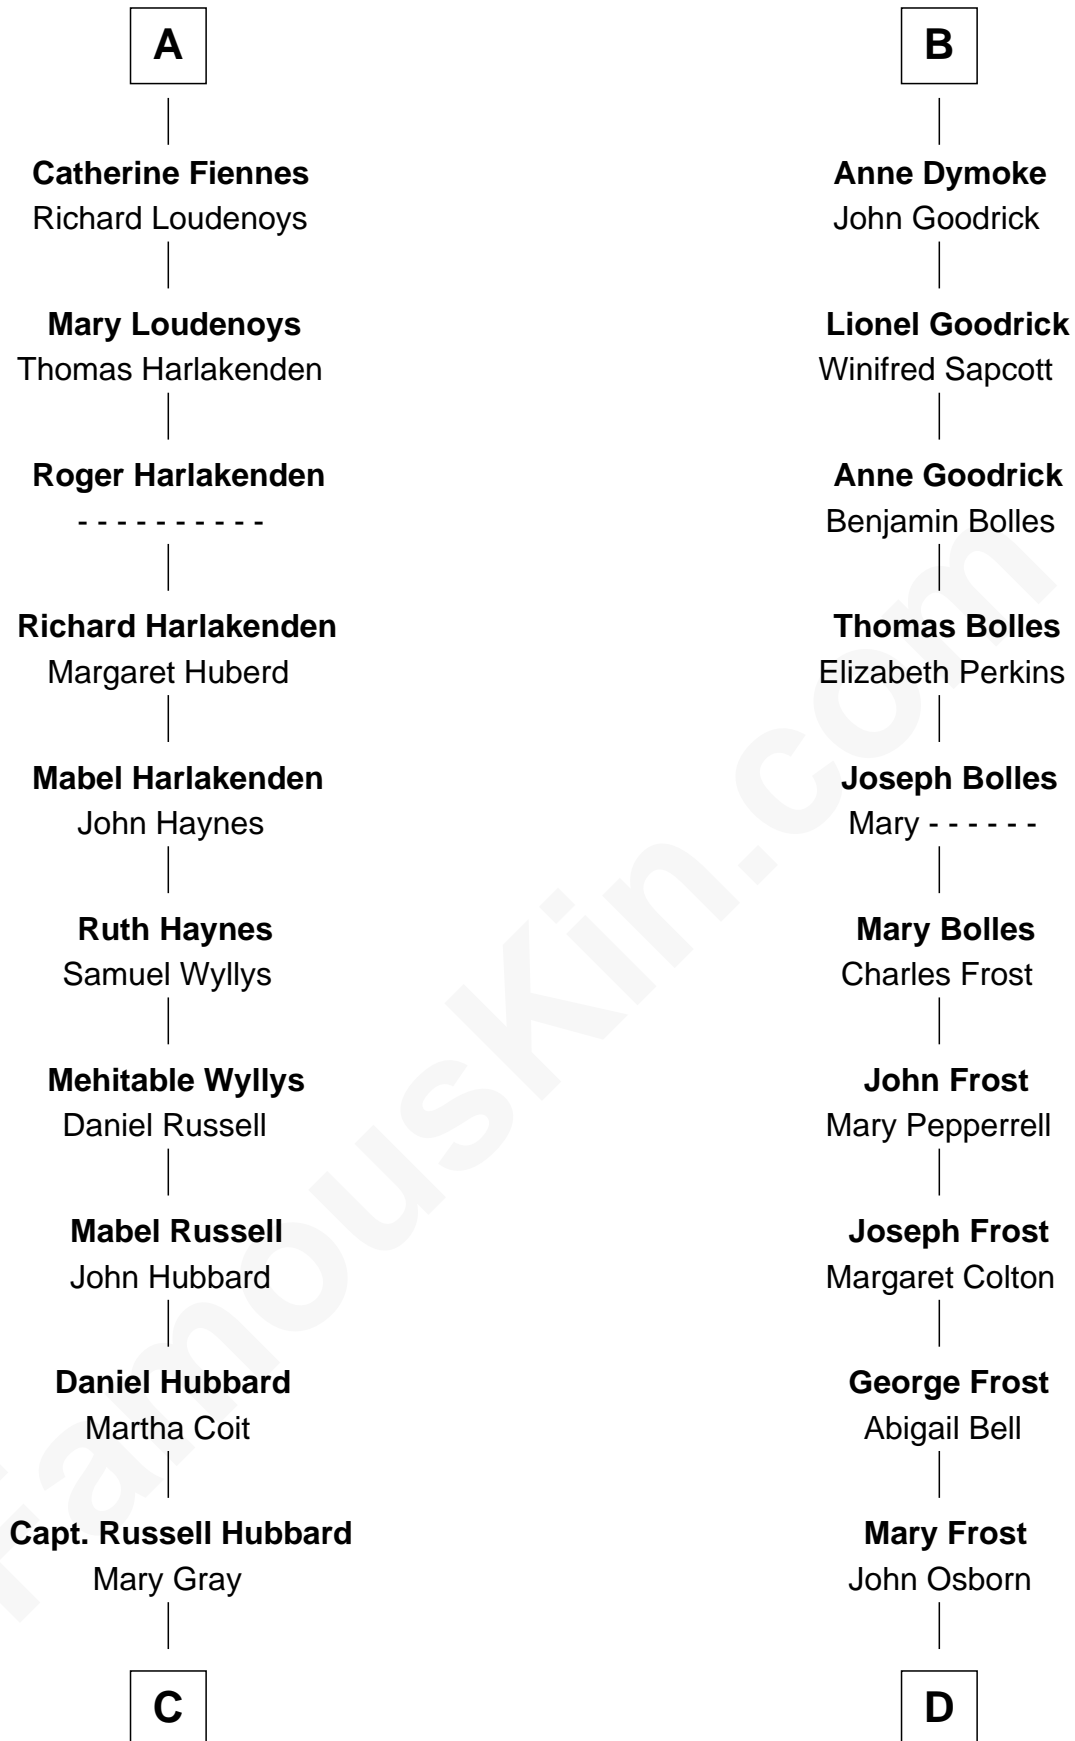 A
Catherine Fiennes
Richard Loudenoys
Mary Loudenoys
Thomas Harlakenden
Roger Harlakenden
- - - - - - - - - -
Richard Harlakenden
Margaret Huberd
Mabel Harlakenden
John Haynes
Ruth Haynes
Samuel Wyllys
Mehitable Wyllys
Daniel Russell
Mabel Russell
John Hubbard
Daniel Hubbard
Martha Coit
Capt. Russell Hubbard
Mary Gray
C
B
Anne Dymoke
John Goodrick
Lionel Goodrick
Winifred Sapcott
Anne Goodrick
Benjamin Bolles
Thomas Bolles
Elizabeth Perkins
Joseph Bolles
Mary - - - - - -
Mary Bolles
Charles Frost
John Frost
Mary Pepperrell
Joseph Frost
Margaret Colton
George Frost
Abigail Bell
Mary Frost
John Osborn
D
FamousKin.com